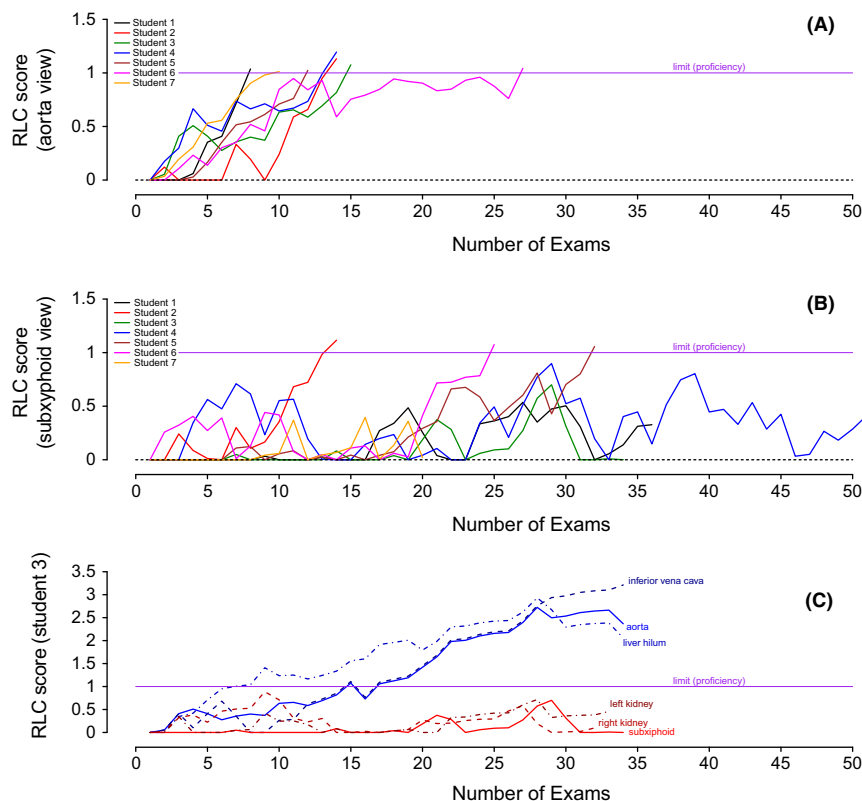 (A)
RLC score
(aorta view)
1.5
1
0.5
0
Student 1
Student 2
Student 3
Student 4
Student 5
Student 6
Student 7
limit (proficiency)
0 5 10 15 20 25 30 35 40 45 50
Number of Exams
(B)
RLC score
(subxyphoid view)
1.5
1
0.5
0
Student 1
Student 2
Student 3
Student 4
Student 5
Student 6
Student 7
limit (proficiency)
0 5 10 15 20 25 30 35 40 45 50
Number of Exams
(C)
RLC score (student 3)
3.5
3
2.5
2
1.5
1
0.5
0
inferior vena cava
aorta
liver hilum
limit (proficiency)
left kidney
right kidney
subxiphoid
0 5 10 15 20 25 30 35 40 45 50
Number of Exams